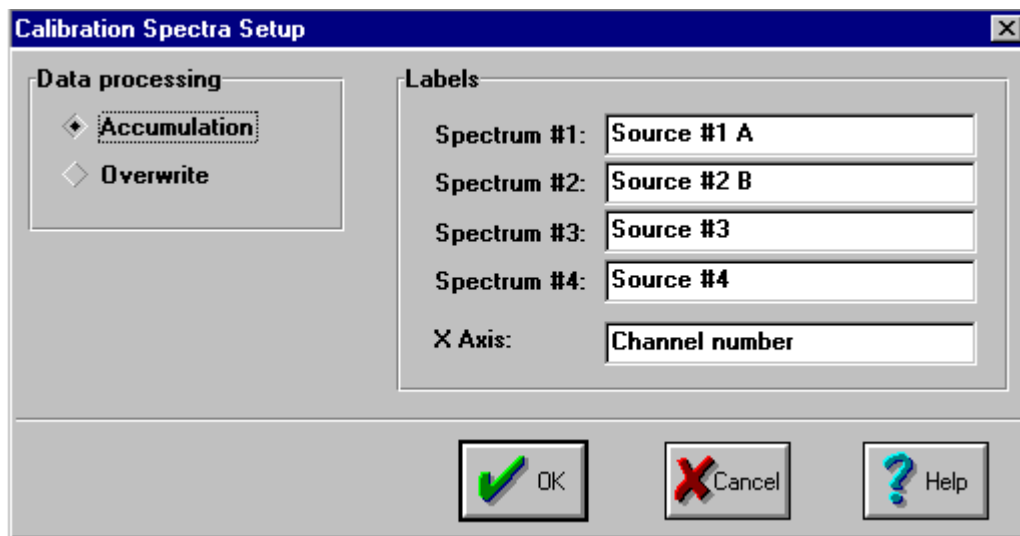 Calibration Spectra Setup
Data processing
Accumulation
Overwrite
Labels
Spectrum #1: Source #1 A
Spectrum #2: Source #2 B
Spectrum #3: Source #3
Spectrum #4: Source #4
X Axis: Channel number
OK Cancel Help